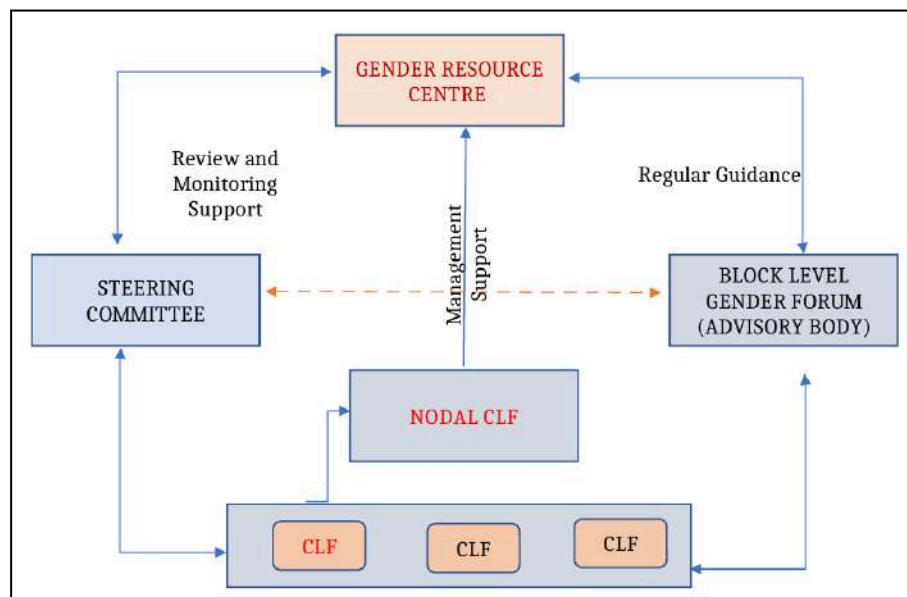 GENDER RESOURCE
CENTRE
Review and
Monitoring
Support
Regular Guidance
Management
Support
STEERING
COMMITTEE
BLOCK LEVEL
GENDER FORUM
(ADVISORY BODY)
NODAL CLF
CLF
CLF
CLF